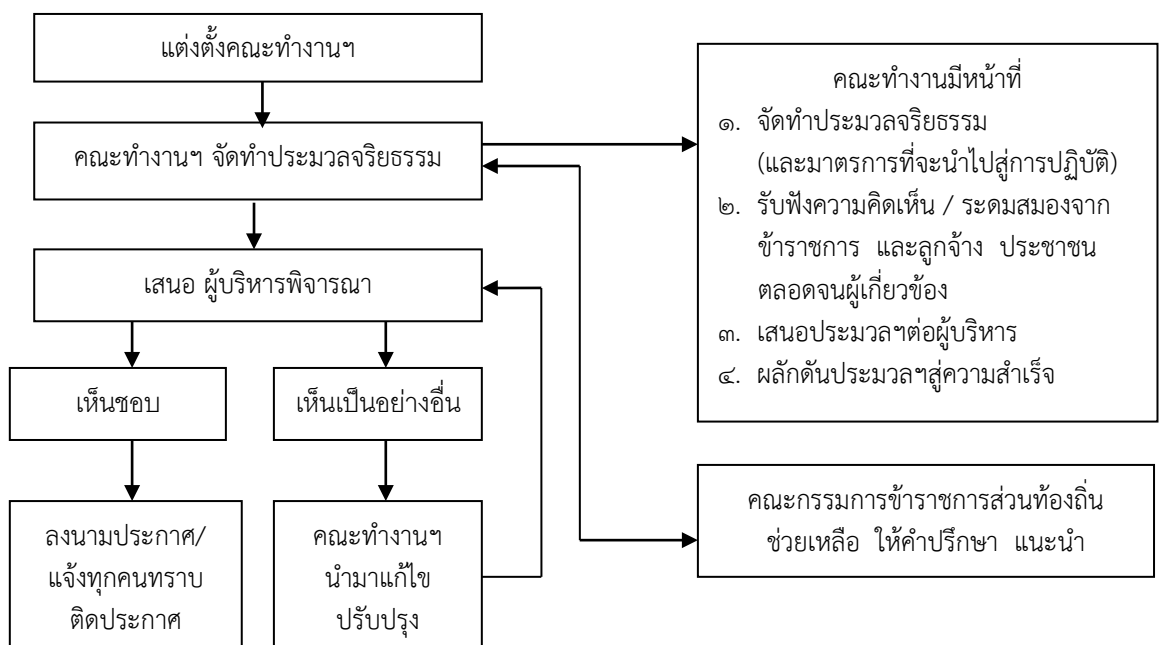 แต่งตั้งคณะทำงานฯ
คณะทำงานฯ จัดทำประมวลจริยธรรม
เสนอ ผู้บริหารพิจารณา
เห็นชอบ
เห็นเป็นอย่างอื่น
ลงนามประกาศ/
แจ้งทุกคนทราบ
ติดประกาศ
คณะทำงานฯ
นำมาแก้ไข
ปรับปรุง
คณะทำงานมีหน้าที่
๑. จัดทำประมวลจริยธรรม
(และมาตรการที่จะนำไปสู่การปฏิบัติ)
๒. รับฟังความคิดเห็น / ระดมสมองจาก
ข้าราชการ และลูกจ้าง ประชาชน
ตลอดจนผู้เกี่ยวข้อง
๓. เสนอประมวลฯต่อผู้บริหาร
๔. ผลักดันประมวลฯสู่ความสำเร็จ
คณะกรรมการข้าราชการส่วนท้องถิ่น
ช่วยเหลือ ให้คำปรึกษา แนะนำ